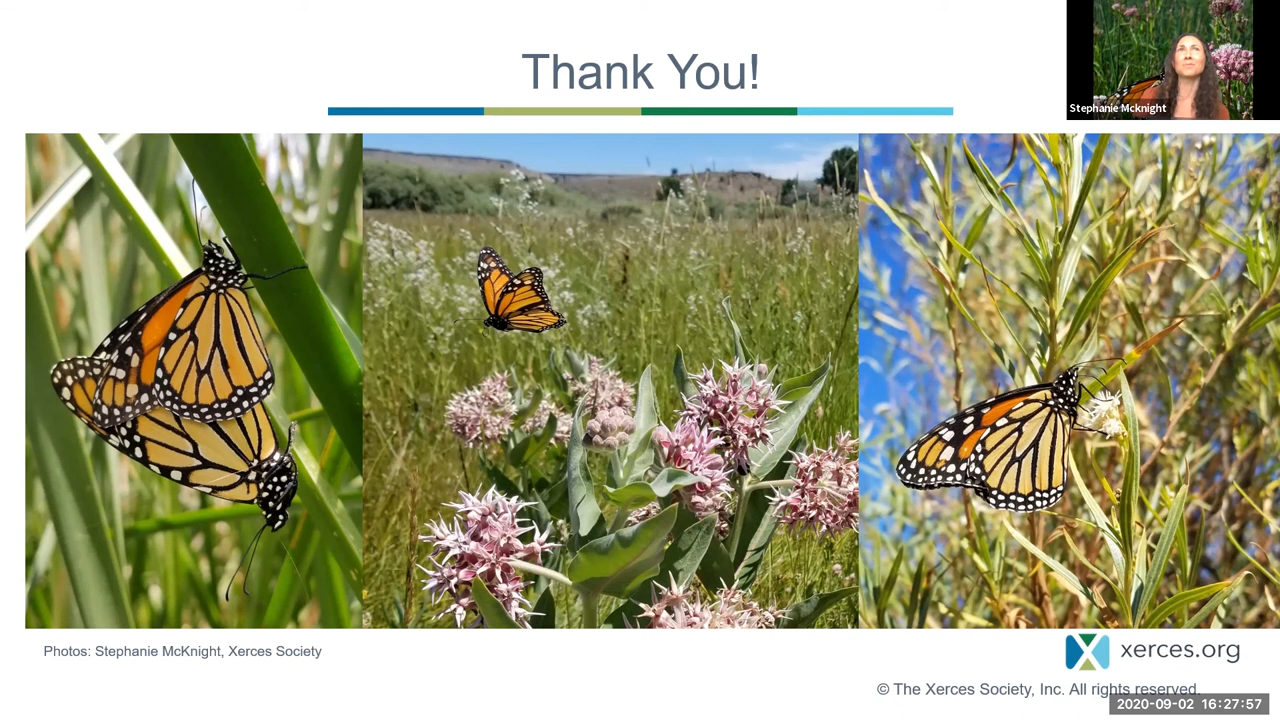 Thank You!
Stephanie Mcknight
Photos: Stephanie McKnight, Xerces Society
xerces.org
© The Xerces Society, Inc. All rights reserved.
2020-09-02 16:27:57